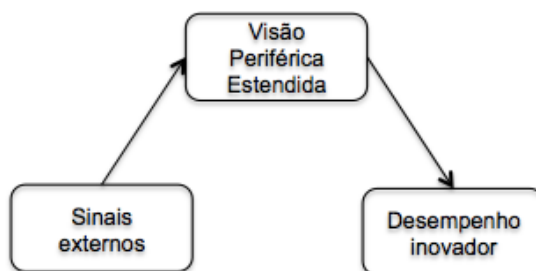 Visão
Periférica
Estendida
Sinais
externos
Desempenho
inovador